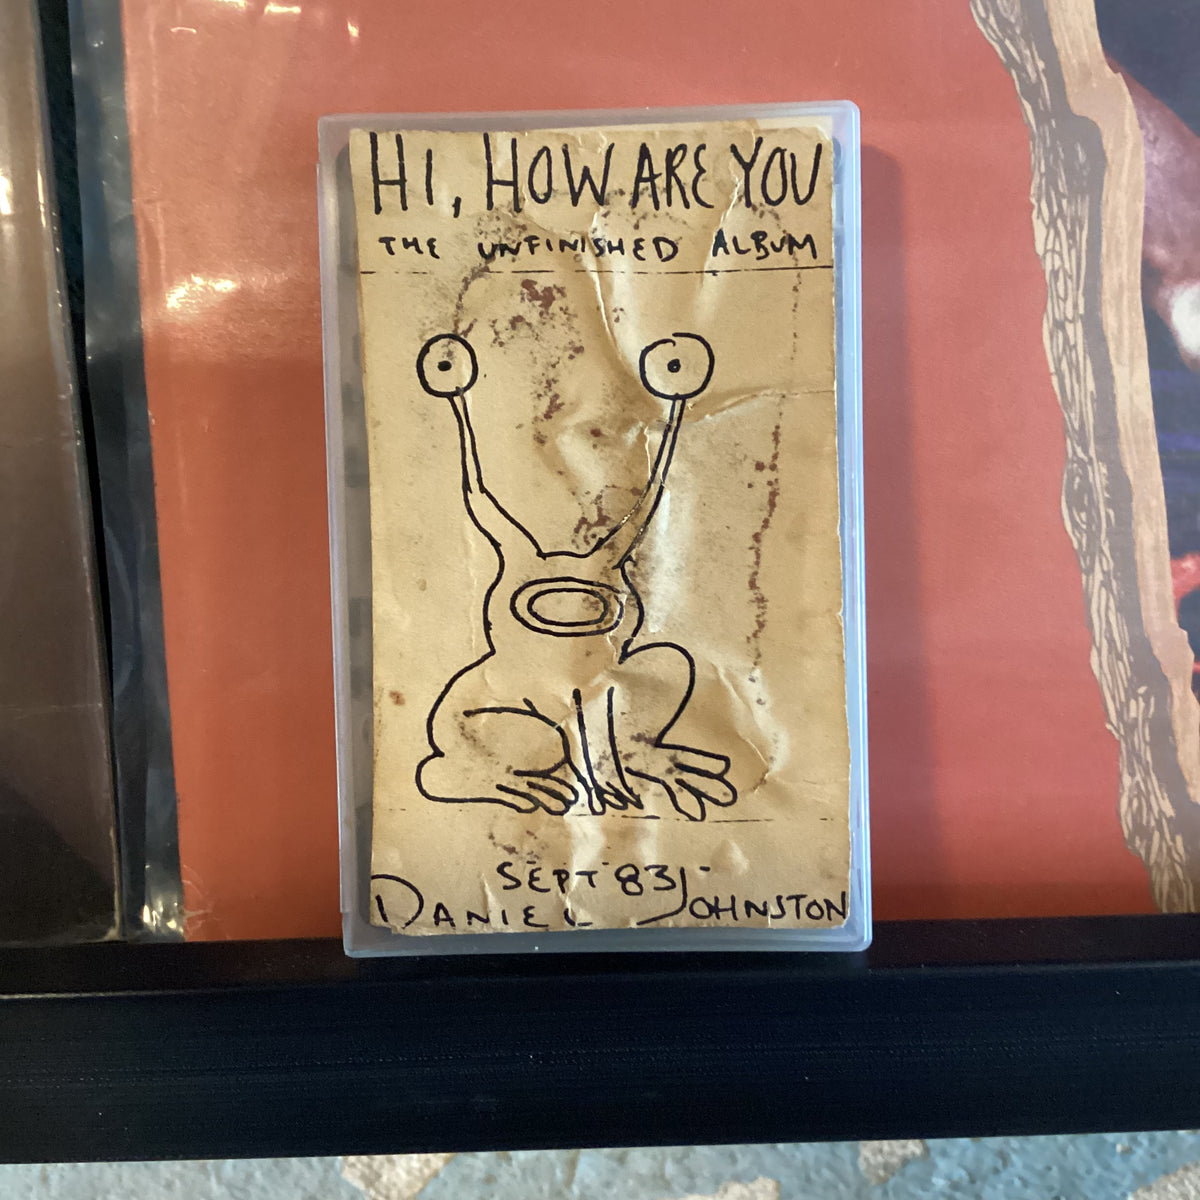 HI, HOW ARE YOU
THE UNFINISHED ALBUM
SEPT '83
DANIEL JOHNSTON